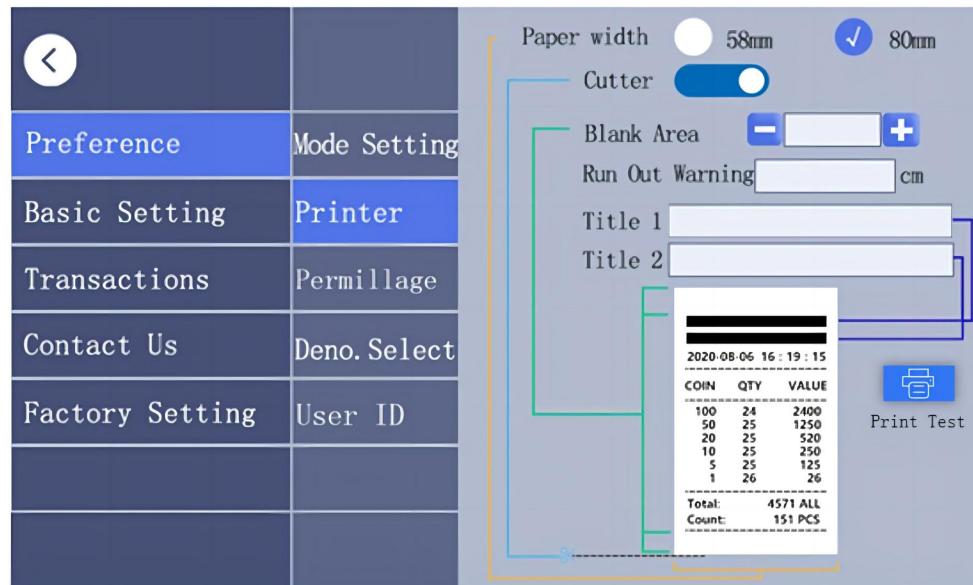 Preference
Basic Setting
Transactions
Contact Us
Factory Setting
Mode Setting
Printer
Permillage
Deno. Select
User ID
Paper width 58mm 80mm
Cutter
Blank Area
Run Out Warning cm
Title 1
Title 2
2020-08-06 16:19:15
COIN QTY VALUE
100 24 2400
50 25 1250
20 25 520
10 25 250
5 25 125
1 26 26
Total: 4571 ALL
Count: 151 PCS
Print Test